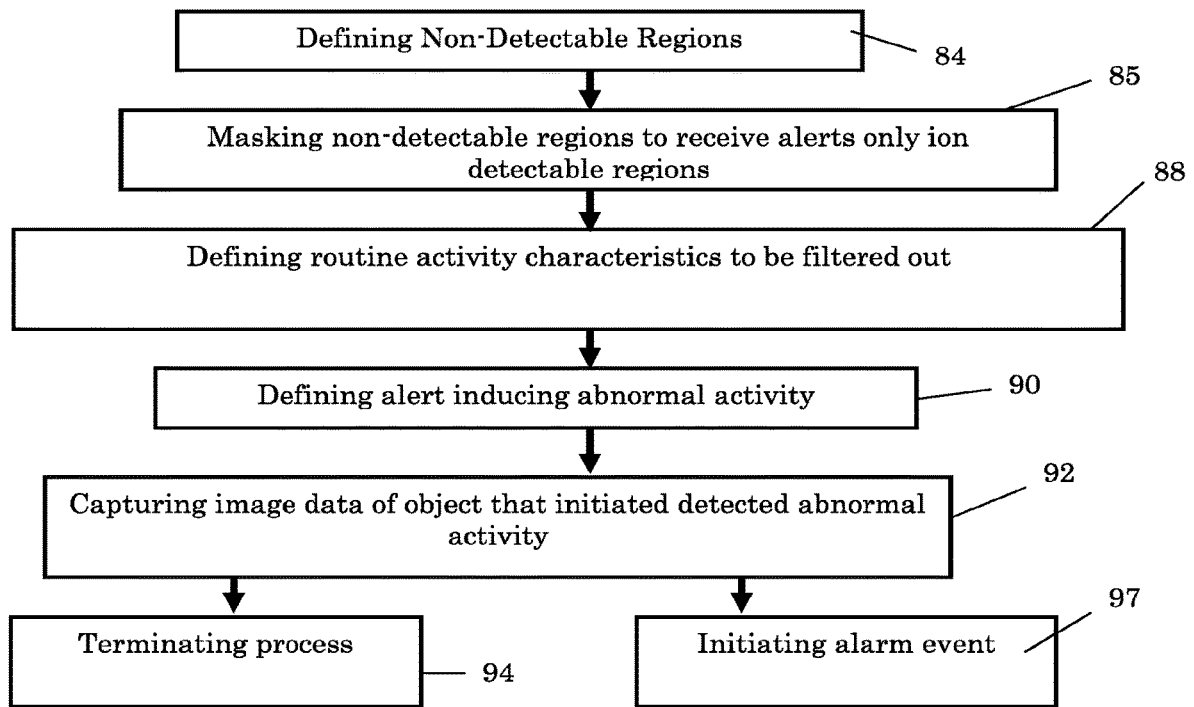 Defining Non-Detectable Regions
84
85
Masking non-detectable regions to receive alerts only ion
detectable regions
88
Defining routine activity characteristics to be filtered out
Defining alert inducing abnormal activity
90
92
Capturing image data of object that initiated detected abnormal
activity
97
Terminating process
94
Initiating alarm event